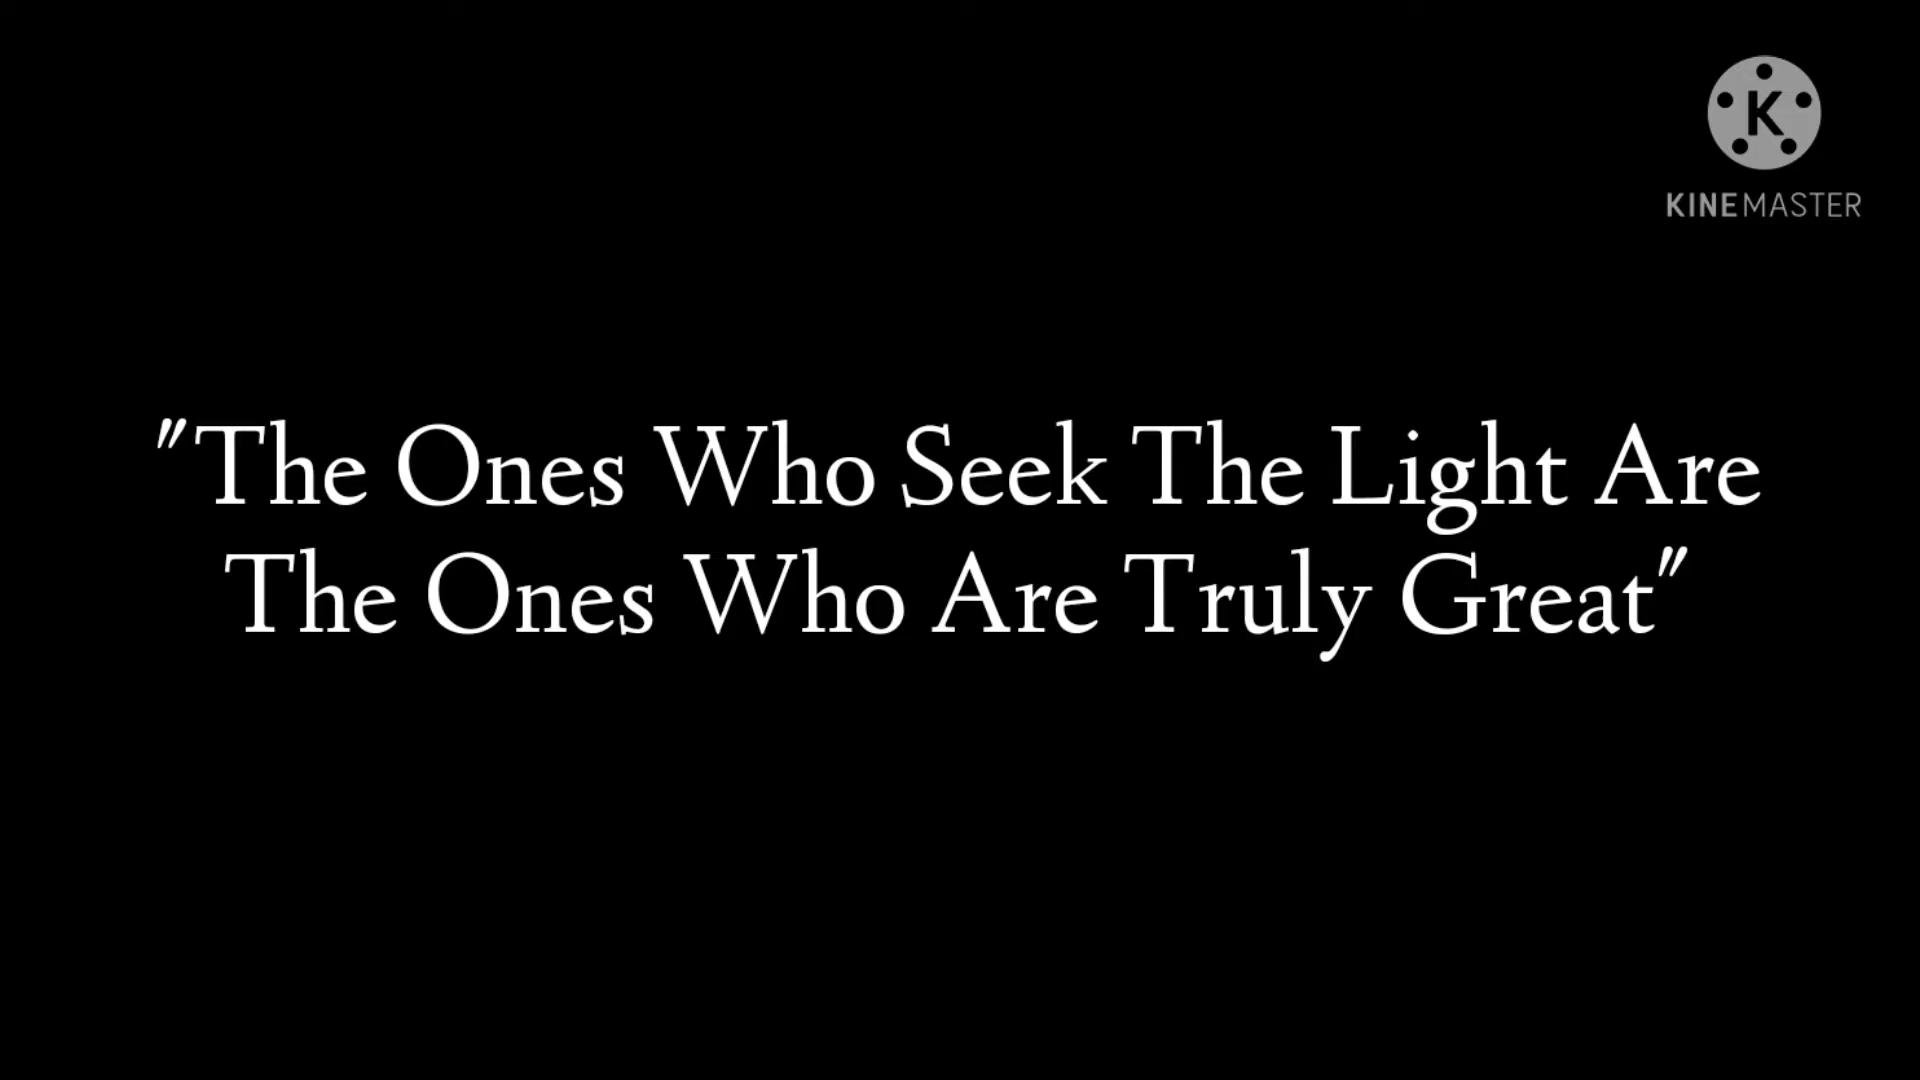 K
KINEMASTER
"The Ones Who Seek The Light Are
The Ones Who Are Truly Great"